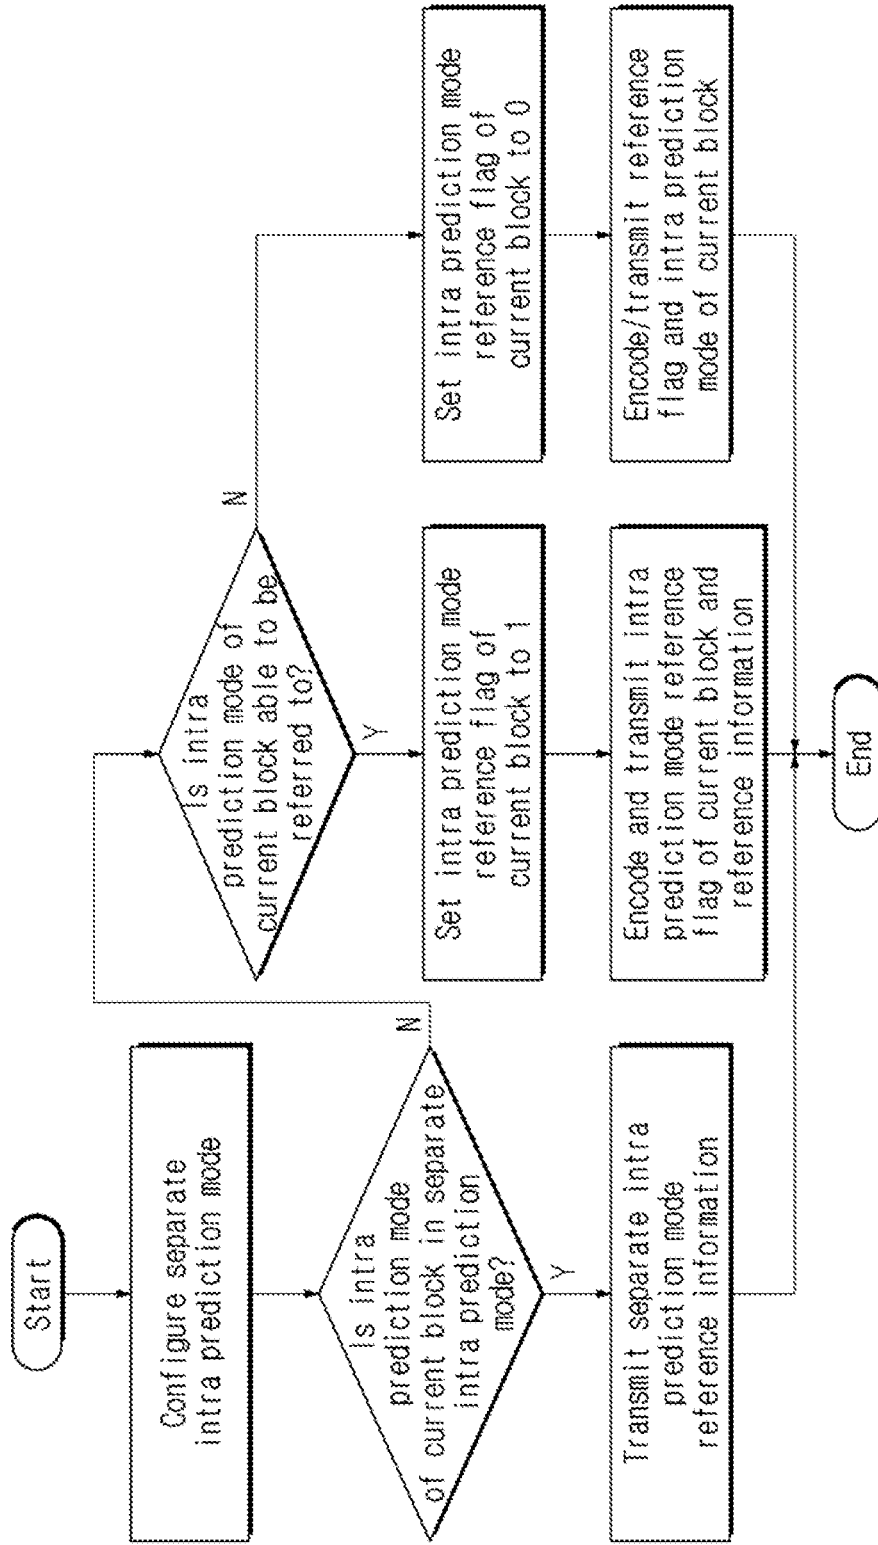 Start
Configure separate
intra prediction mode
Is intra
prediction mode
of current block in separate
intra prediction
mode?
N
Y
Transmit separate intra
prediction mode
reference information
Is intra
prediction mode of
current block able to be
referred to?
N
Y
Set intra prediction mode
reference flag of
current block to 1
Encode and transmit intra
prediction mode reference
flag of current block and
reference information
Set intra prediction mode
reference flag of
current block to 0
Encode/transmit reference
flag and intra prediction
mode of current block
End